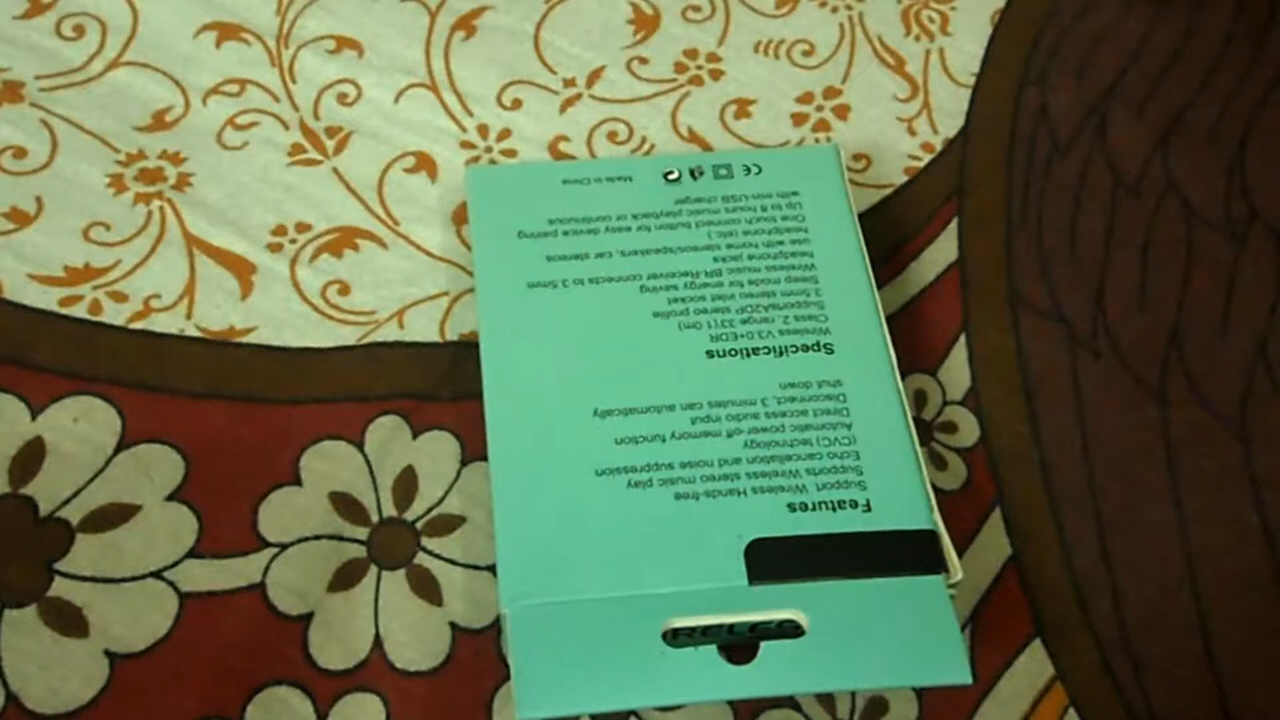 Features
Support Wireless Hands-free
Supports Wireless stereo music play
Echo cancellation and noise suppression
(CVC) technology
Automatic power-off memory function
Direct access audio input
Disconnect, 3 minutes can automatically
shut down
Specifications
Wireless V3.0+EDR
Class 2, range 33'(10m)
SupportsA2DP stereo profile
3.5mm stereo inlet socket
Sleep mode for energy saving
Wireless music BR-Receiver connects to 3.5mm
headphone jacks
use with home stereos/speakers, car stereos
headphone (etc.)
One touch connect button for easy device pairing
Up to 8 hours music playback or continuous
with min-USB charger
CE
Made in China